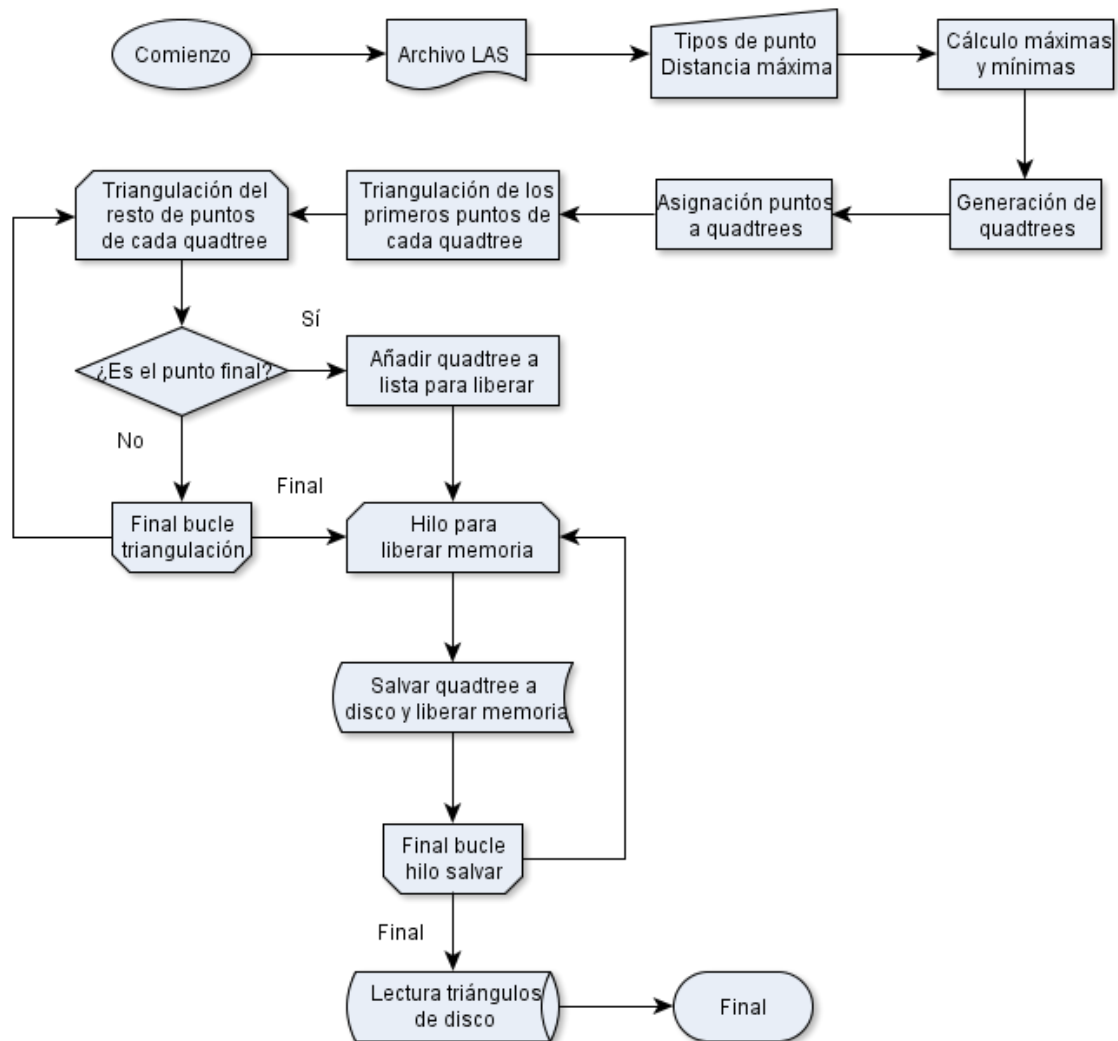 Comienzo
Archivo LAS
Tipos de punto
Distancia máxima
Cálculo máximas
y mínimas
Triangulación del
resto de puntos
de cada quadtree
Triangulación de los
primeros puntos de
cada quadtree
Asignación puntos
a quadtrees
Generación de
quadtrees
Sí
¿Es el punto final?
Añadir quadtree a
lista para liberar
No
Final
Final bucle
triangulación
Hilo para
liberar memoria
Salvar quadtree a
disco y liberar memoria
Final bucle
hilo salvar
Final
Lectura triángulos
de disco
Final